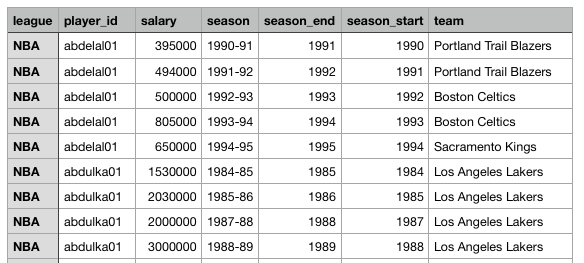 league player_id salary season season_end season_start team
NBA abdelal01 395000 1990-91 1991 1990 Portland Trail Blazers
NBA abdelal01 494000 1991-92 1992 1991 Portland Trail Blazers
NBA abdelal01 500000 1992-93 1993 1992 Boston Celtics
NBA abdelal01 805000 1993-94 1994 1993 Boston Celtics
NBA abdelal01 650000 1994-95 1995 1994 Sacramento Kings
NBA abdulka01 1530000 1984-85 1985 1984 Los Angeles Lakers
NBA abdulka01 2030000 1985-86 1986 1985 Los Angeles Lakers
NBA abdulka01 2000000 1987-88 1988 1987 Los Angeles Lakers
NBA abdulka01 3000000 1988-89 1989 1988 Los Angeles Lakers